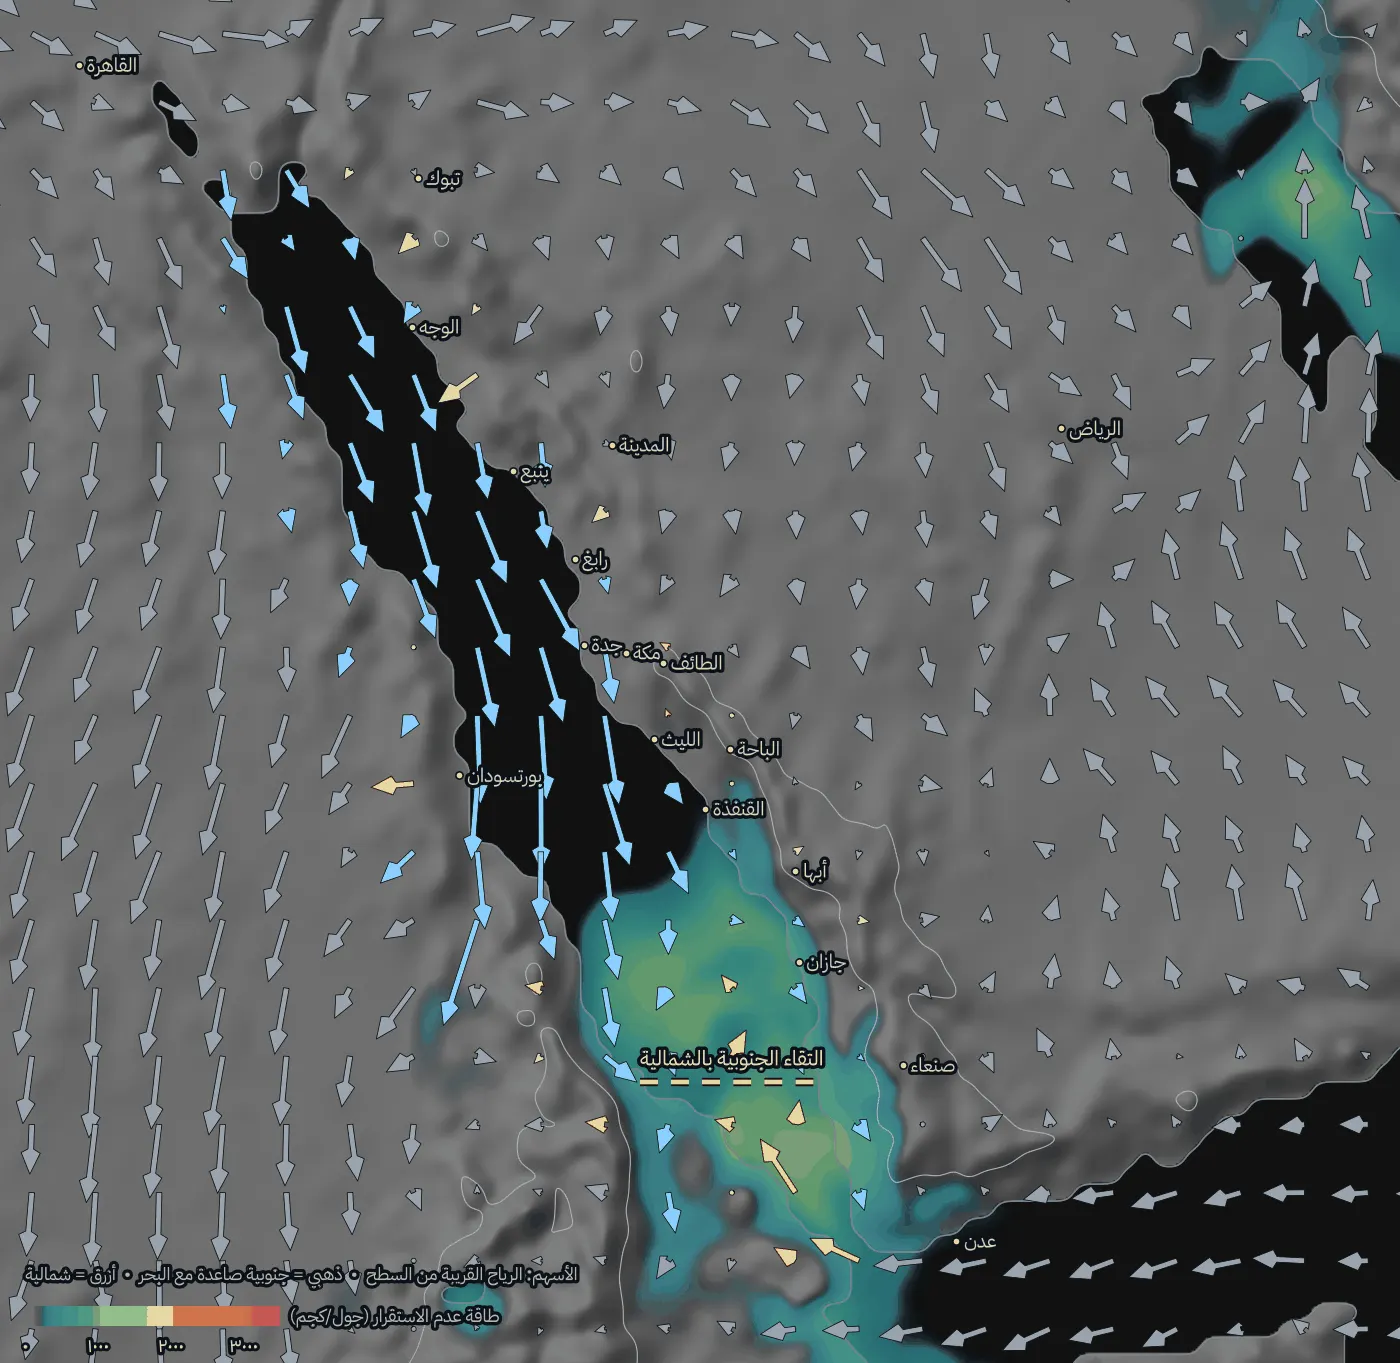 القاهرة
تبوك
الوجه
الرياض
المدينة
ينبع
رابغ
جدة
مكة
الطائف
الليث
الباحة
بورتسودان
القنفذة
أبها
جازان
التقاء الجنوبية بالشمالية
صنعاء
عدن
الأسهم: الرياح القريبة من السطح • ذهبي = جنوبية صاعدة مع البحر • أزرق = شمالية
طاقة عدم الاستقرار (جول/كجم)
٠ ١٠٠٠ ٢٠٠٠ ٣٠٠٠